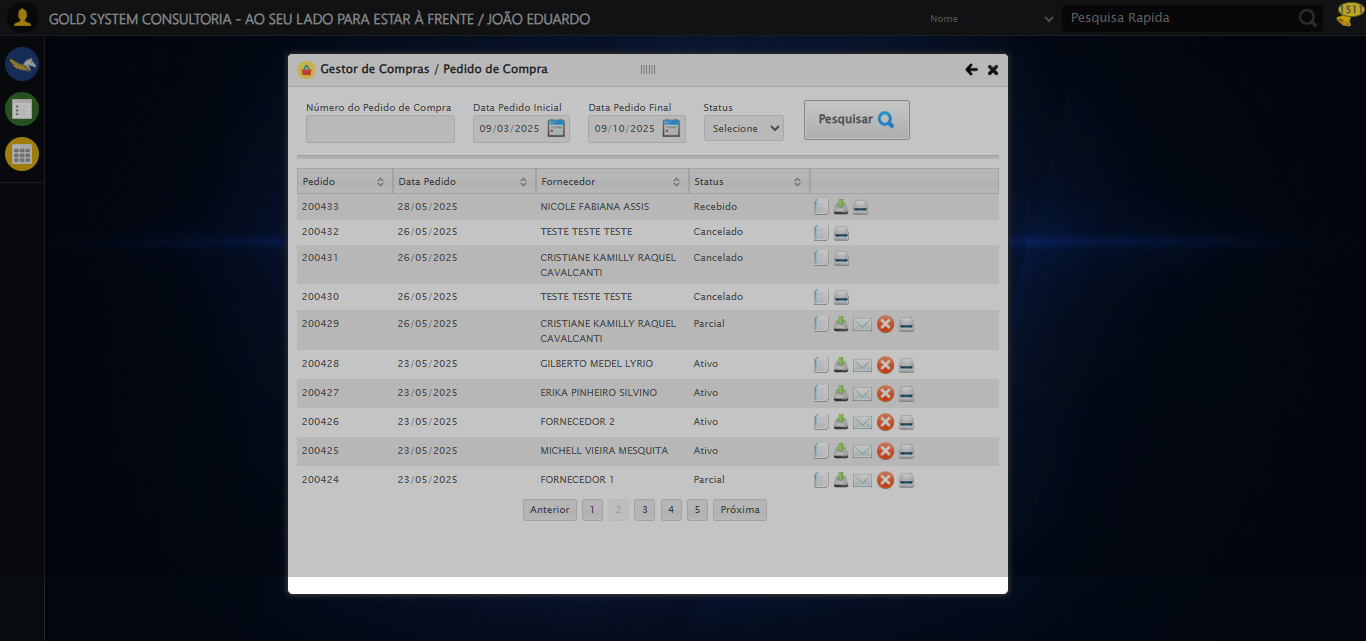 GOLD SYSTEM CONSULTORIA - AO SEU LADO PARA ESTAR À FRENTE / JOÃO EDUARDO
Nome
Pesquisa Rapida
151
Gestor de Compras / Pedido de Compra
Número do Pedido de Compra
Data Pedido Inicial
Data Pedido Final
Status
09/03/2025
09/10/2025
Selecione
Pesquisar
Pedido Data Pedido Fornecedor Status
200433 28/05/2025 NICOLE FABIANA ASSIS Recebido
200432 26/05/2025 TESTE TESTE TESTE Cancelado
200431 26/05/2025 CRISTIANE KAMILLY RAQUEL Cancelado
CAVALCANTI
200430 26/05/2025 TESTE TESTE TESTE Cancelado
200429 26/05/2025 CRISTIANE KAMILLY RAQUEL Parcial
CAVALCANTI
200428 23/05/2025 GILBERTO MEDEL LYRIO Ativo
200427 23/05/2025 ERIKA PINHEIRO SILVINO Ativo
200426 23/05/2025 FORNECEDOR 2 Ativo
200425 23/05/2025 MICHELL VIEIRA MESQUITA Ativo
200424 23/05/2025 FORNECEDOR 1 Parcial
Anterior 1 2 3 4 5 Próxima